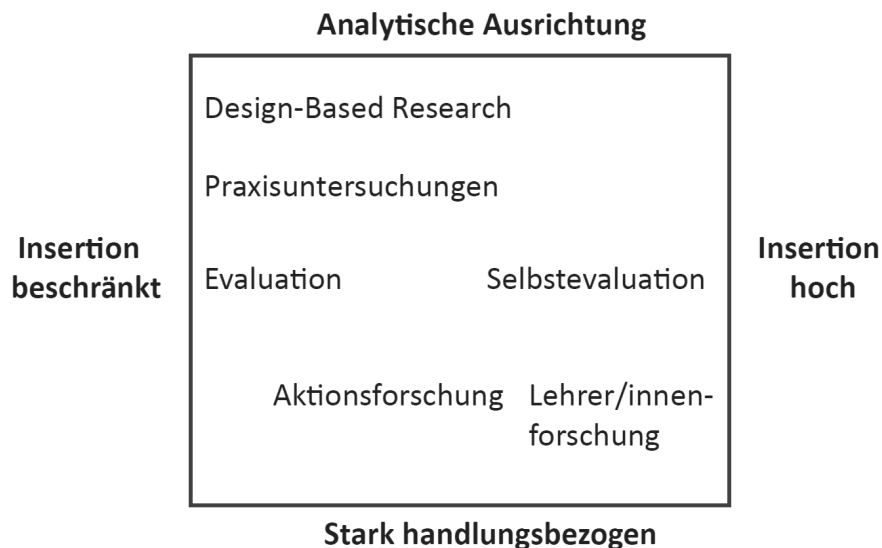 Analytische Ausrichtung
Design-Based Research
Praxisuntersuchungen
Insertion
beschränkt
Evaluation
Selbstevaluation
Insertion
hoch
Aktionsforschung
Lehrer/innen-
forschung
Stark handlungsbezogen